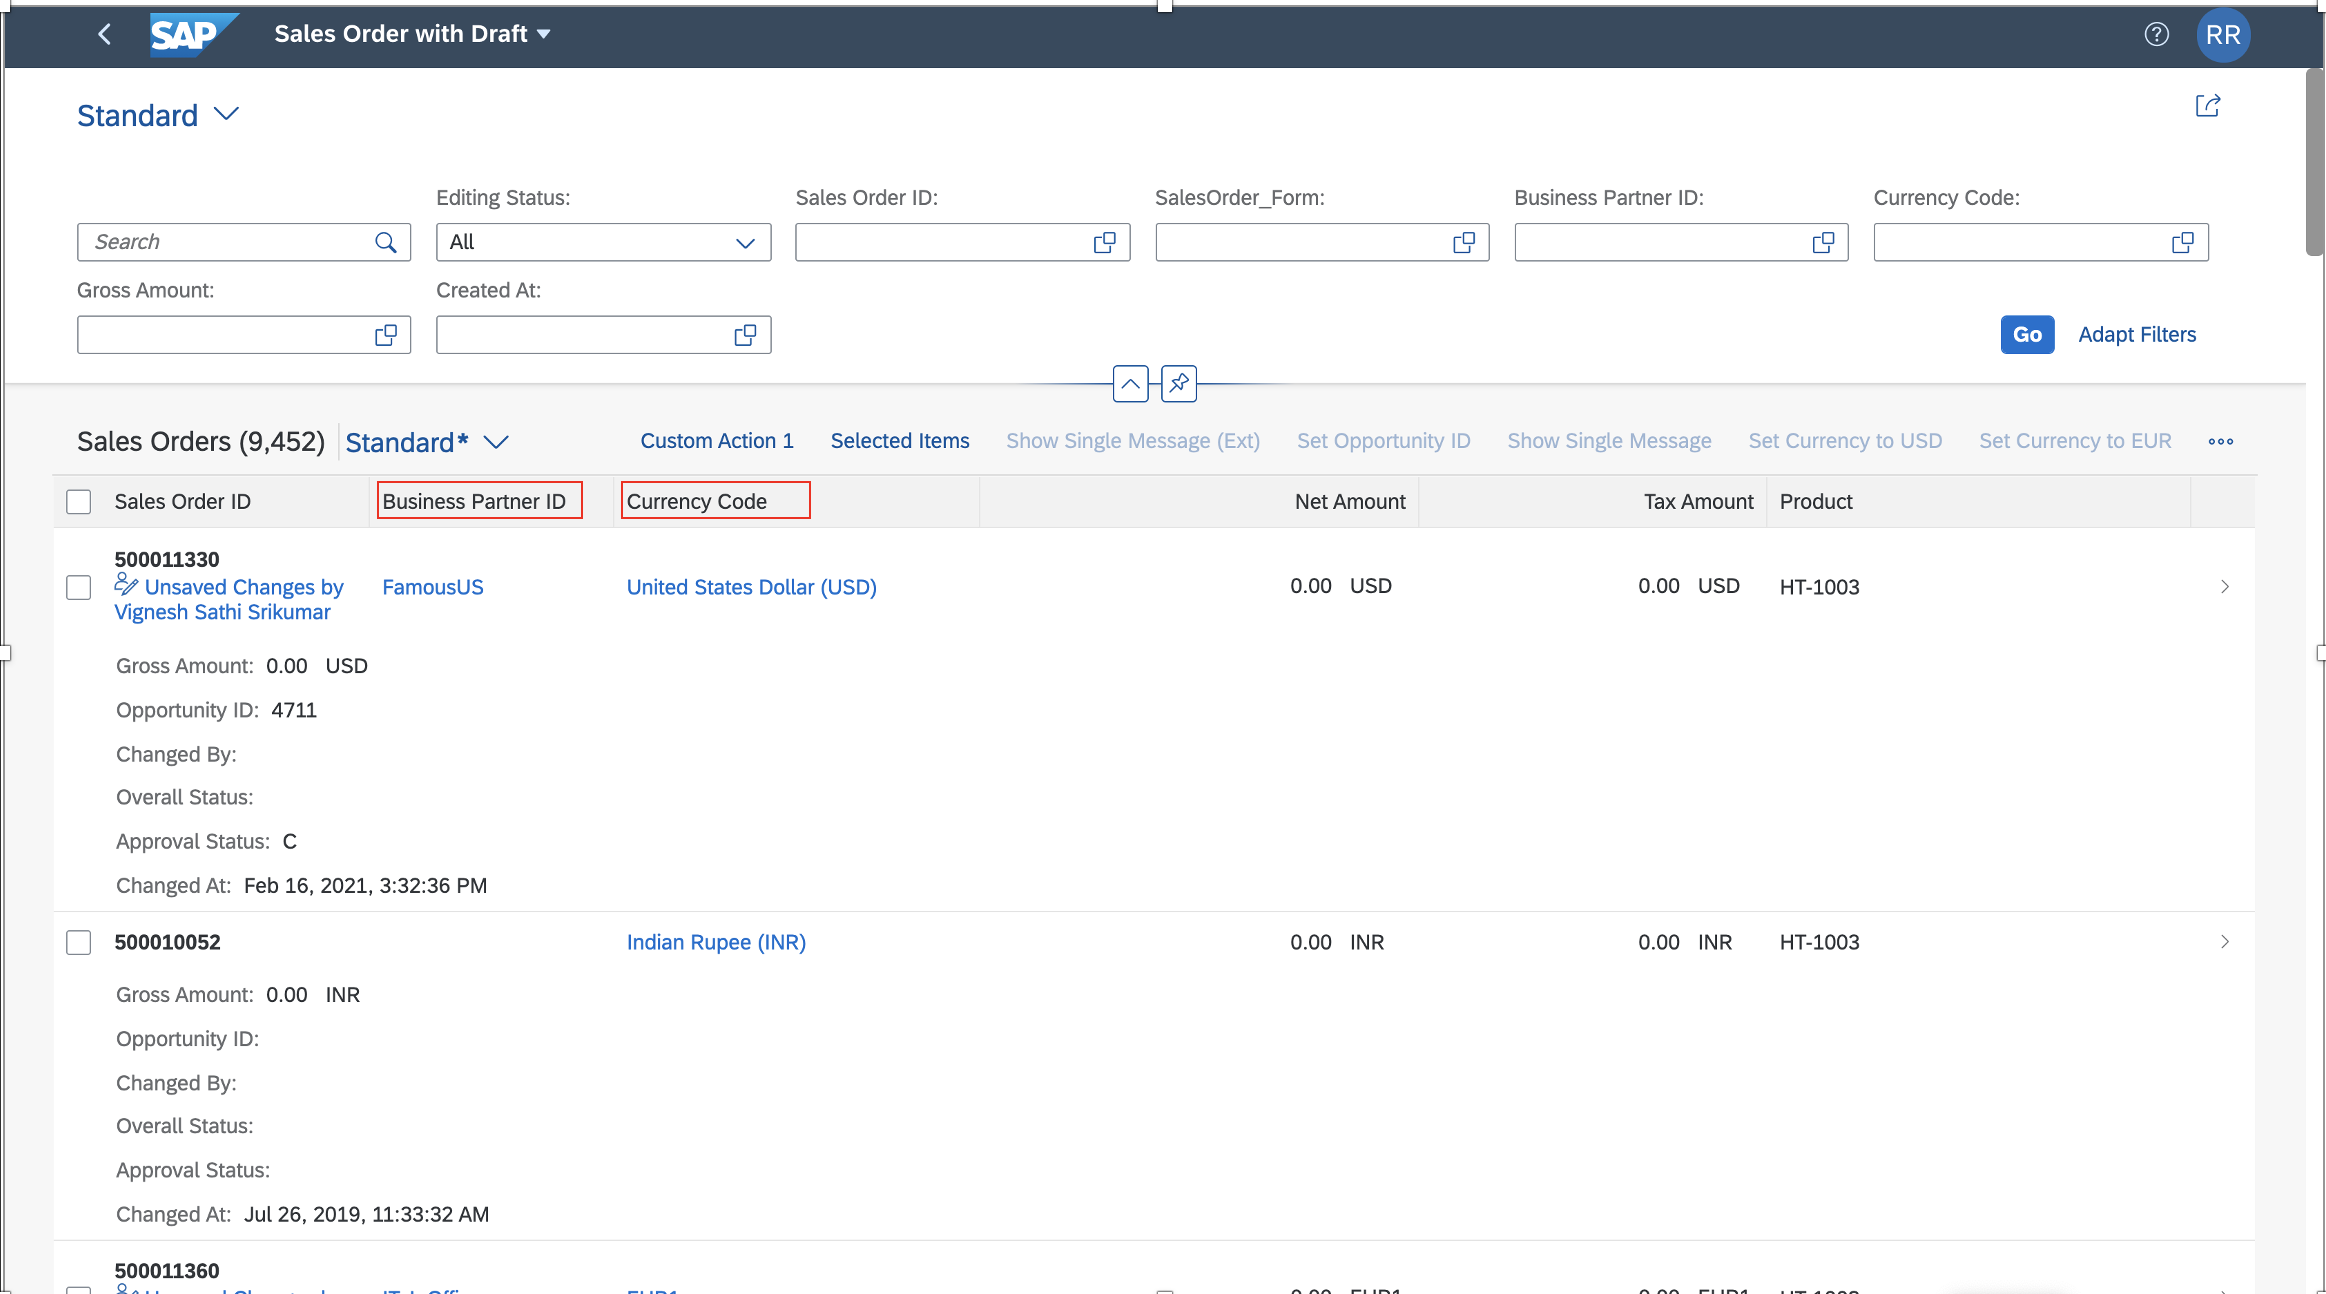 SAP Sales Order with Draft RR
Standard
Editing Status: Sales Order ID: SalesOrder_Form: Business Partner ID: Currency Code:
Search All
Gross Amount: Created At:
Go Adapt Filters
Sales Orders (9,452) Standard* Custom Action 1 Selected Items Show Single Message (Ext) Set Opportunity ID Show Single Message Set Currency to USD Set Currency to EUR
Sales Order ID Business Partner ID Currency Code Net Amount Tax Amount Product
500011330
Unsaved Changes by FamousUS United States Dollar (USD) 0.00 USD 0.00 USD HT-1003
Vignesh Sathi Srikumar
Gross Amount: 0.00 USD
Opportunity ID: 4711
Changed By:
Overall Status:
Approval Status: C
Changed At: Feb 16, 2021, 3:32:36 PM
500010052 Indian Rupee (INR) 0.00 INR 0.00 INR HT-1003
Gross Amount: 0.00 INR
Opportunity ID:
Changed By:
Overall Status:
Approval Status:
Changed At: Jul 26, 2019, 11:33:32 AM
500011360